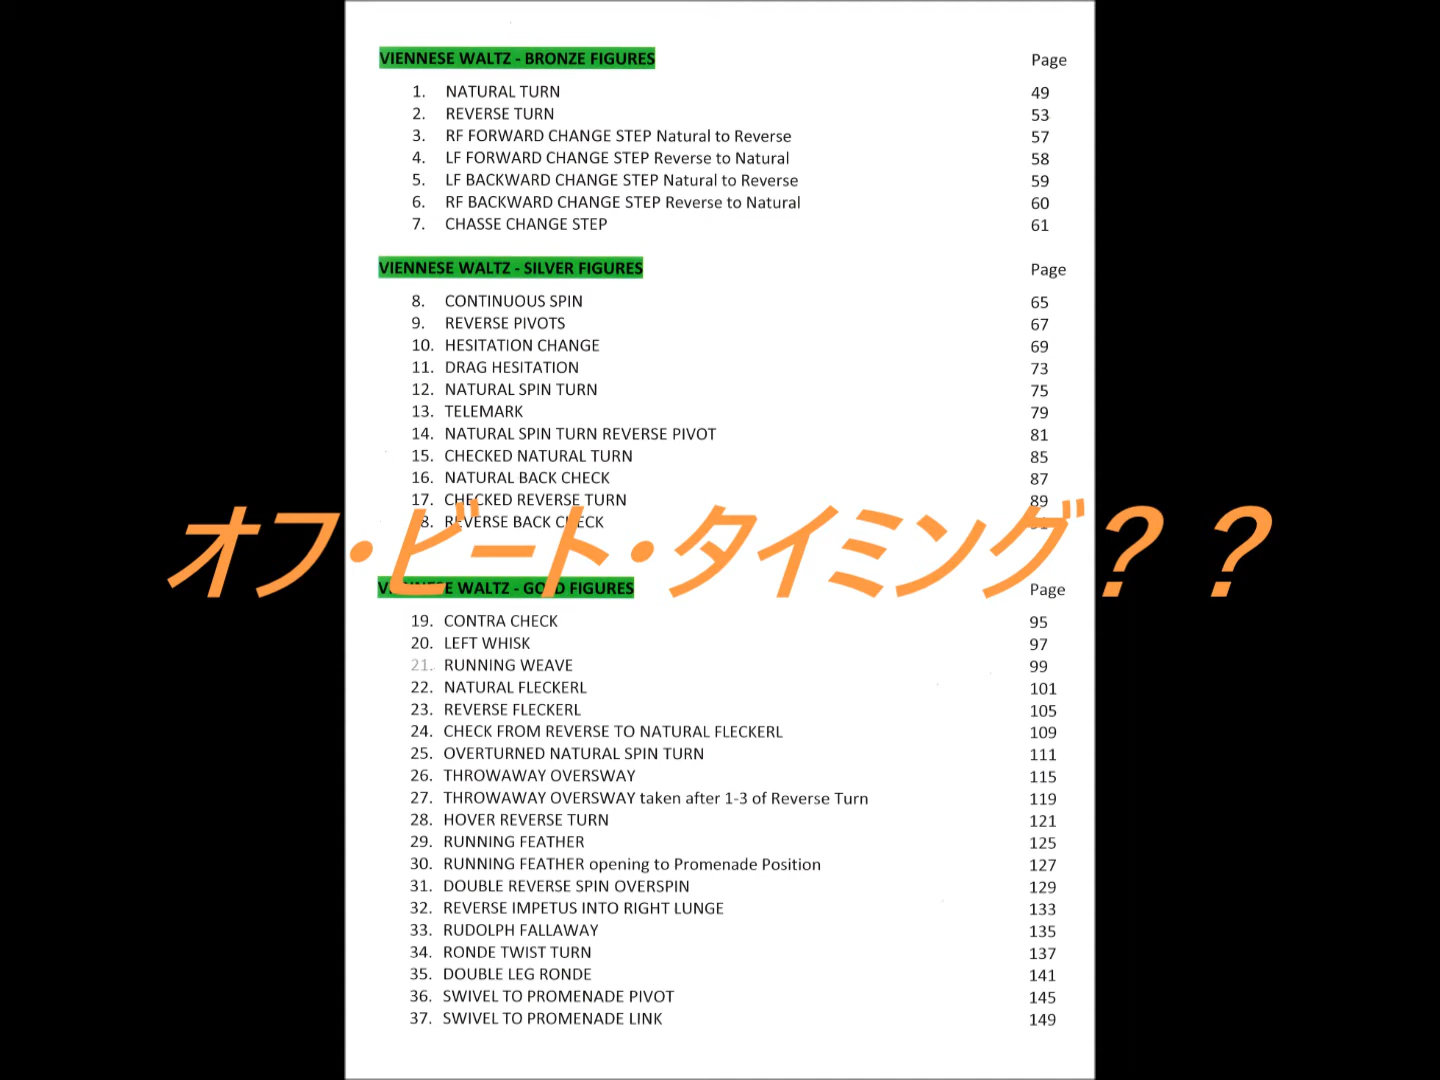 VIENNESE WALTZ - BRONZE FIGURES Page
1. NATURAL TURN 49
2. REVERSE TURN 53
3. RF FORWARD CHANGE STEP Natural to Reverse 57
4. LF FORWARD CHANGE STEP Reverse to Natural 58
5. LF BACKWARD CHANGE STEP Natural to Reverse 59
6. RF BACKWARD CHANGE STEP Reverse to Natural 60
7. CHASSE CHANGE STEP 61
VIENNESE WALTZ - SILVER FIGURES Page
8. CONTINUOUS SPIN 65
9. REVERSE PIVOTS 67
10. HESITATION CHANGE 69
11. DRAG HESITATION 73
12. NATURAL SPIN TURN 75
13. TELEMARK 79
14. NATURAL SPIN TURN REVERSE PIVOT 81
15. CHECKED NATURAL TURN 85
16. NATURAL BACK CHECK 87
17. CHECKED REVERSE TURN 89
8. REVERSE BACK CHECK
オフ・ビート・タイミング？？
VIENNESE WALTZ - GOLD FIGURES Page
19. CONTRA CHECK 95
20. LEFT WHISK 97
21. RUNNING WEAVE 99
22. NATURAL FLECKERL 101
23. REVERSE FLECKERL 105
24. CHECK FROM REVERSE TO NATURAL FLECKERL 109
25. OVERTURNED NATURAL SPIN TURN 111
26. THROWAWAY OVERSWAY 115
27. THROWAWAY OVERSWAY taken after 1-3 of Reverse Turn 119
28. HOVER REVERSE TURN 121
29. RUNNING FEATHER 125
30. RUNNING FEATHER opening to Promenade Position 127
31. DOUBLE REVERSE SPIN OVERSPIN 129
32. REVERSE IMPETUS INTO RIGHT LUNGE 133
33. RUDOLPH FALLAWAY 135
34. RONDE TWIST TURN 137
35. DOUBLE LEG RONDE 141
36. SWIVEL TO PROMENADE PIVOT 145
37. SWIVEL TO PROMENADE LINK 149